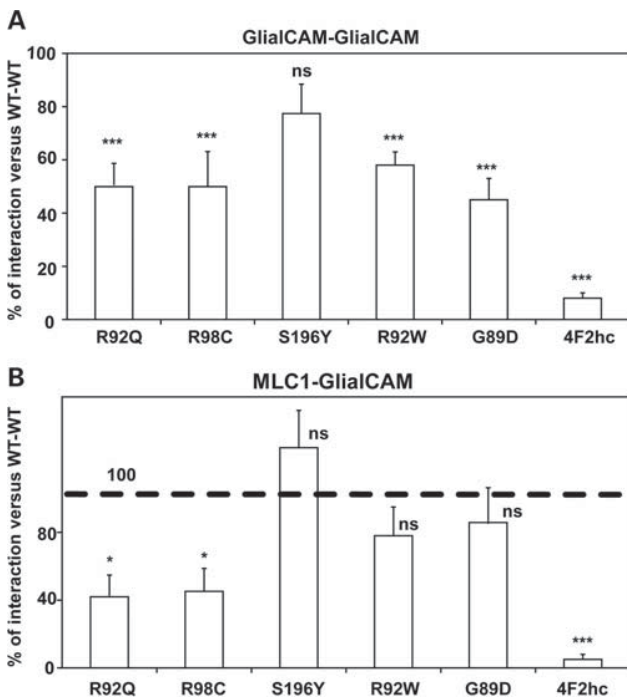 A
GlialCAM-GlialCAM
% of interaction versus WT-WT
100
80
60
40
20
0
***
***
ns
***
***
***
R92Q R98C S196Y R92W G89D 4F2hc
B
MLC1-GlialCAM
% of interaction versus WT-WT
100
80
40
0
*
*
ns
ns
ns
***
R92Q R98C S196Y R92W G89D 4F2hc